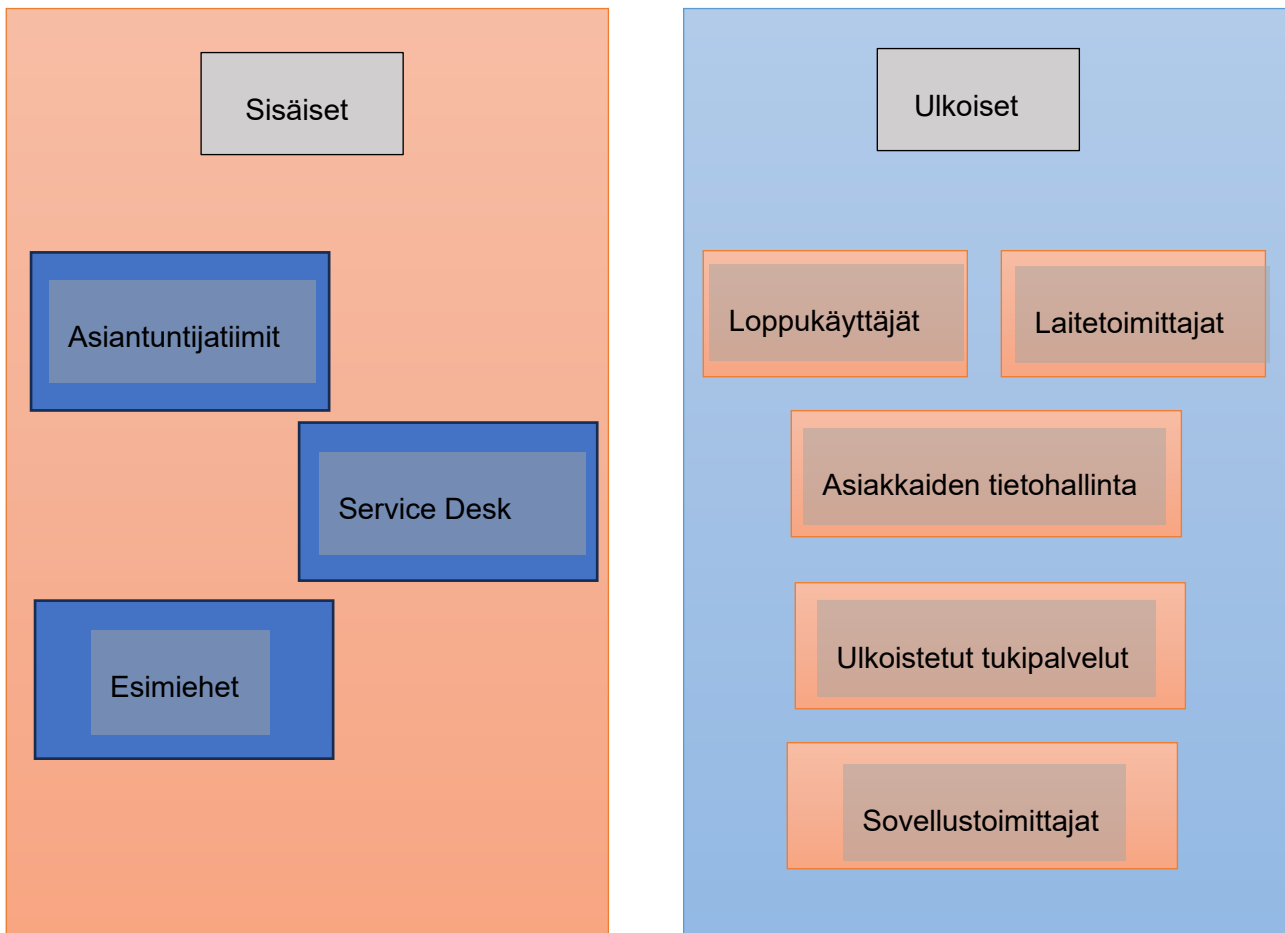 Sisäiset
Asiantuntijatiimit
Service Desk
Esimiehet
Ulkoiset
Loppukäyttäjät
Laitetoimittajat
Asiakkaiden tietohallinta
Ulkoistetut tukipalvelut
Sovellustoimittajat